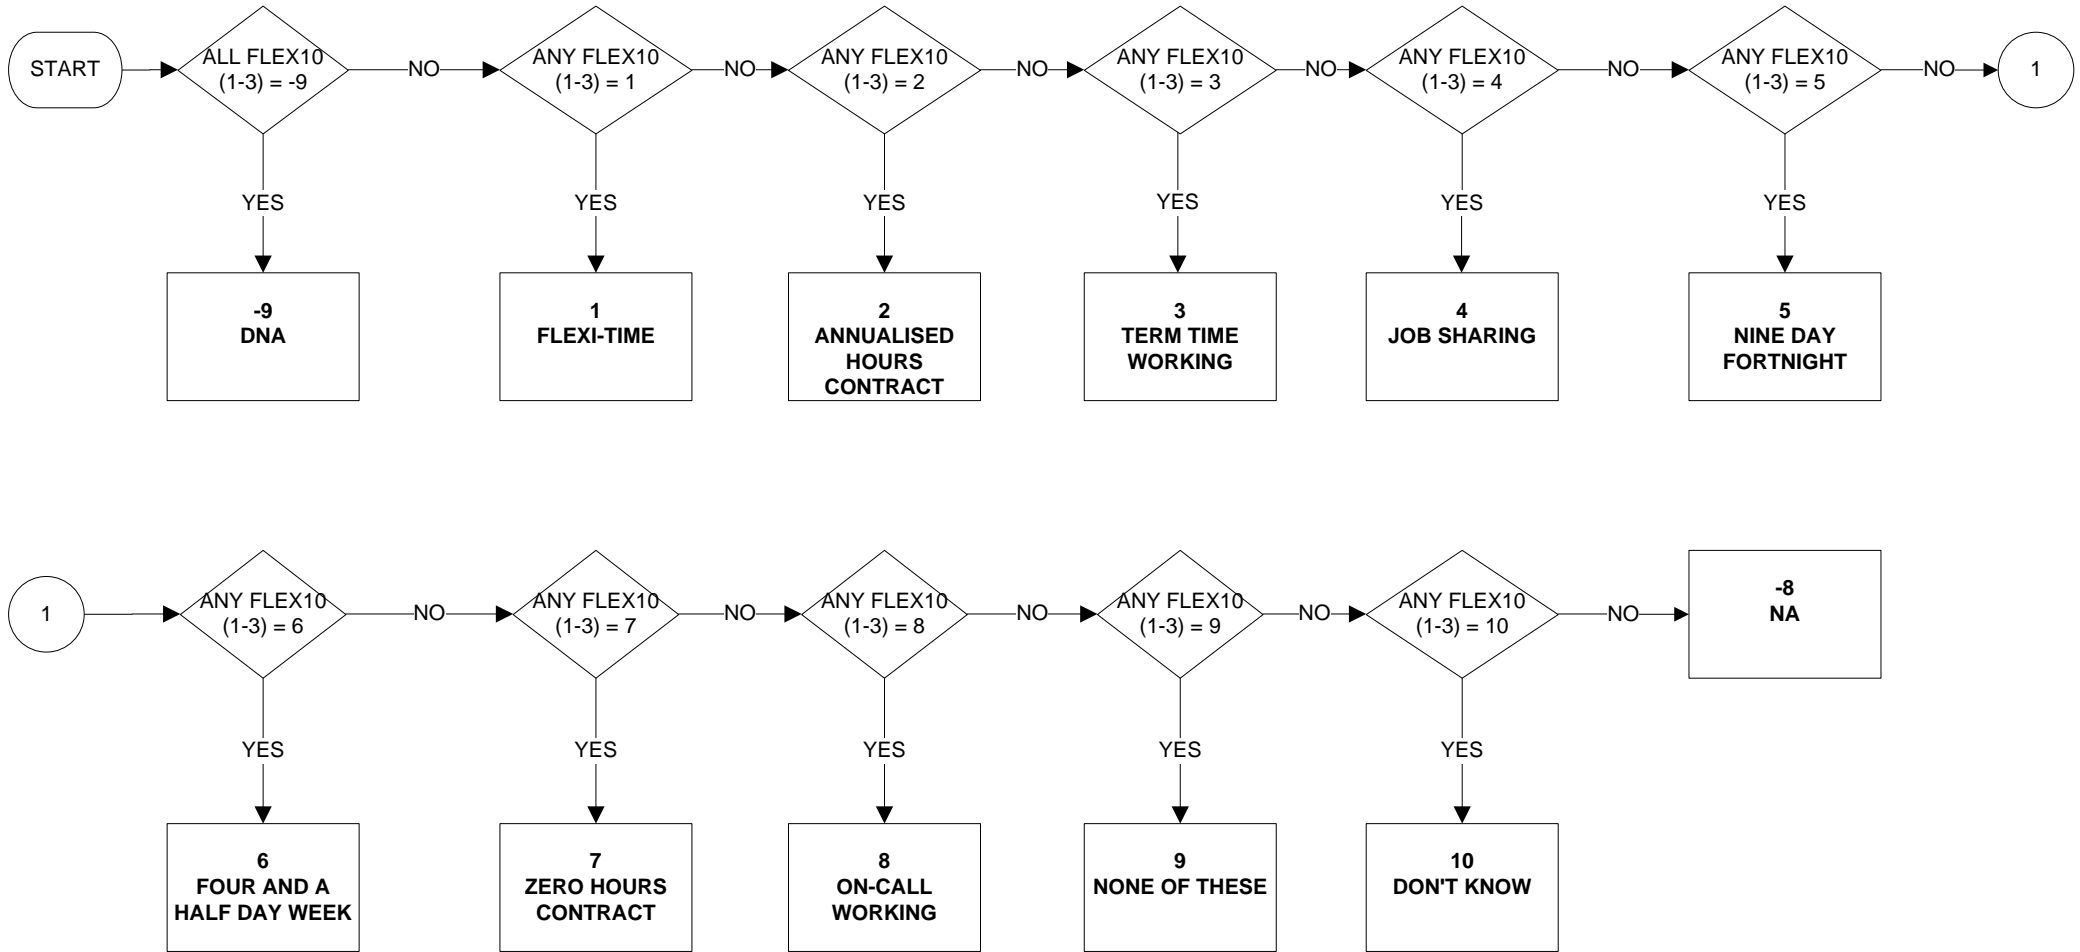 START
ALL FLEX10
(1-3) = -9
NO
ANY FLEX10
(1-3) = 1
NO
ANY FLEX10
(1-3) = 2
NO
ANY FLEX10
(1-3) = 3
NO
ANY FLEX10
(1-3) = 4
NO
ANY FLEX10
(1-3) = 5
NO
1
YES
YES
YES
YES
YES
YES
-9
DNA
1
FLEXI-TIME
2
ANNUALISED
HOURS
CONTRACT
3
TERM TIME
WORKING
4
JOB SHARING
5
NINE DAY
FORTNIGHT
1
ANY FLEX10
(1-3) = 6
NO
ANY FLEX10
(1-3) = 7
NO
ANY FLEX10
(1-3) = 8
NO
ANY FLEX10
(1-3) = 9
NO
ANY FLEX10
(1-3) = 10
NO
-8
NA
YES
YES
YES
YES
YES
6
FOUR AND A
HALF DAY WEEK
7
ZERO HOURS
CONTRACT
8
ON-CALL
WORKING
9
NONE OF THESE
10
DON'T KNOW